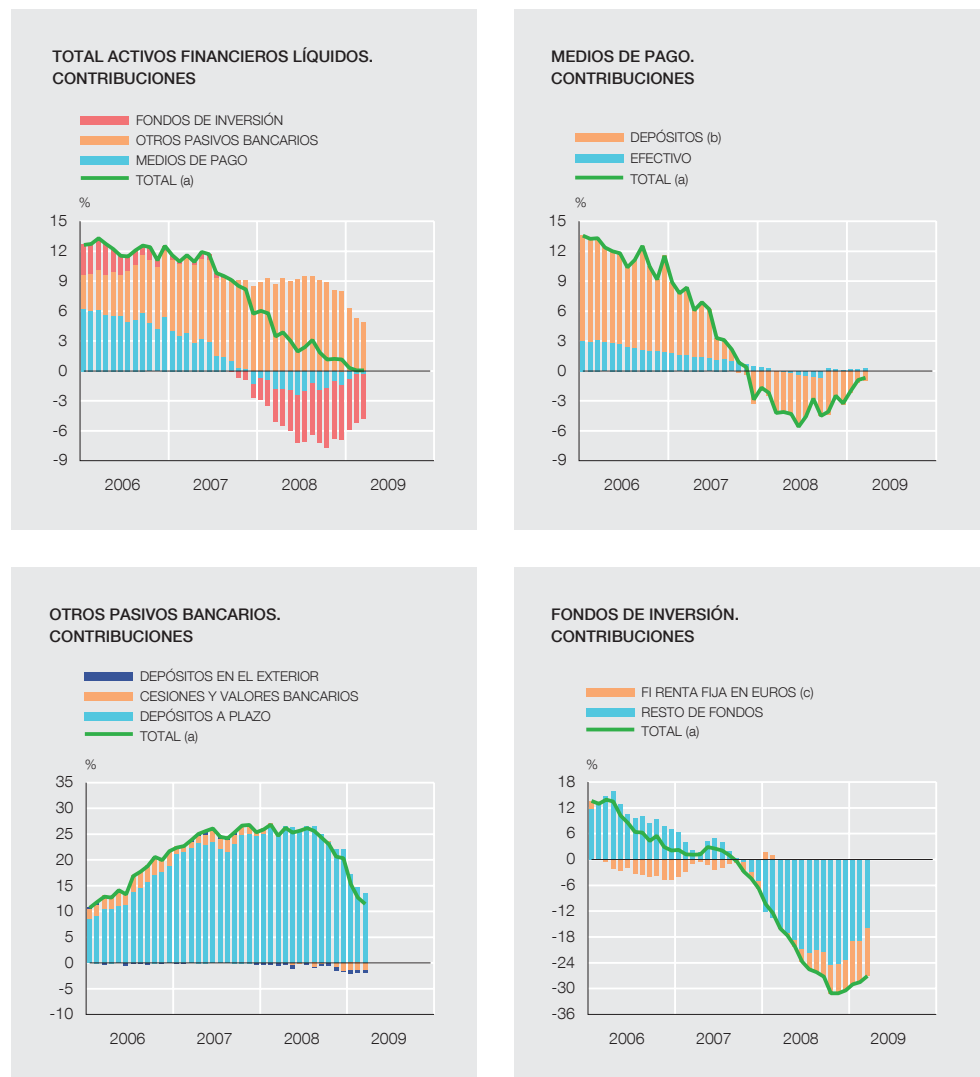 TOTAL ACTIVOS FINANCIEROS LÍQUIDOS.
CONTRIBUCIONES
FONDOS DE INVERSIÓN
OTROS PASIVOS BANCARIOS
MEDIOS DE PAGO
TOTAL (a)
%
15
12
9
6
3
0
-3
-6
-9
2006 2007 2008 2009
MEDIOS DE PAGO.
CONTRIBUCIONES
DEPÓSITOS (b)
EFECTIVO
TOTAL (a)
%
15
12
9
6
3
0
-3
-6
-9
2006 2007 2008 2009
OTROS PASIVOS BANCARIOS.
CONTRIBUCIONES
DEPÓSITOS EN EL EXTERIOR
CESIONES Y VALORES BANCARIOS
DEPÓSITOS A PLAZO
TOTAL (a)
%
35
30
25
20
15
10
5
0
-5
-10
2006 2007 2008 2009
FONDOS DE INVERSIÓN.
CONTRIBUCIONES
FI RENTA FIJA EN EUROS (c)
RESTO DE FONDOS
TOTAL (a)
%
18
12
6
0
-6
-12
-18
-24
-30
-36
2006 2007 2008 2009